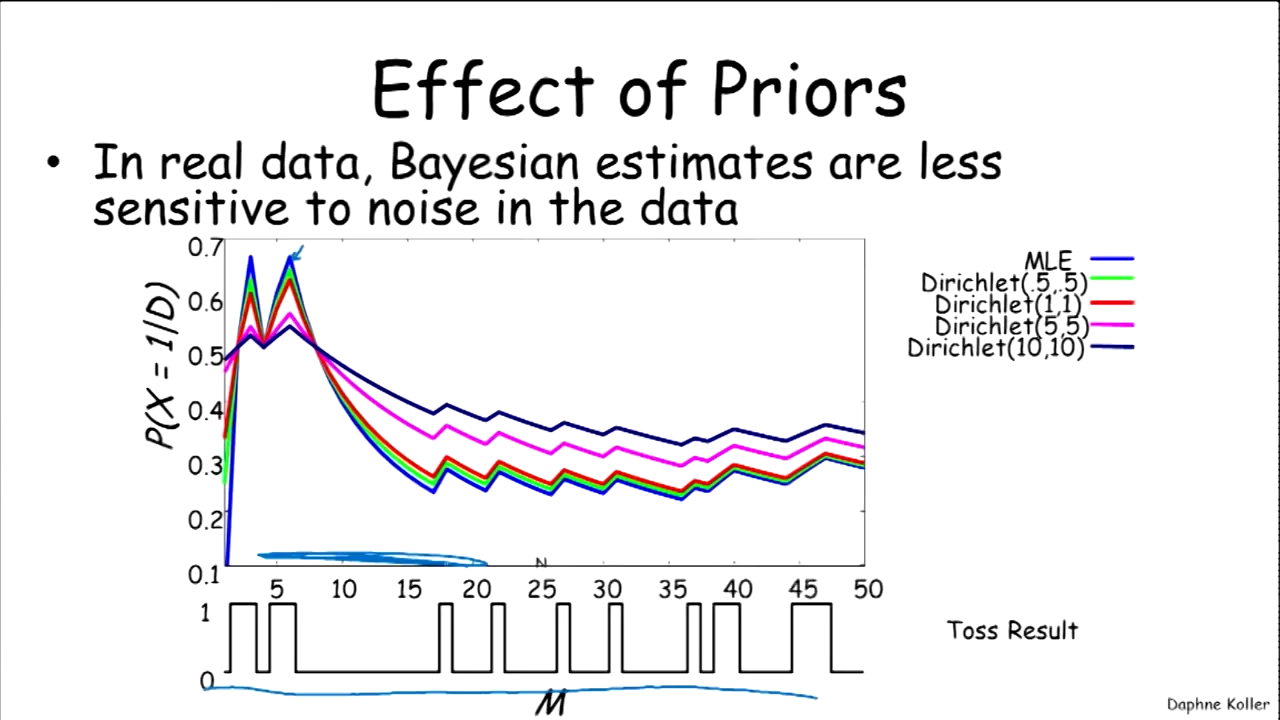 Effect of Priors
• In real data, Bayesian estimates are less
sensitive to noise in the data
P(X = 1/D)
0.7
0.6
0.5
0.4
0.3
0.2
0.1
5 10 15 20 25 30 35 40 45 50
N
MLE
Dirichlet(.5,.5)
Dirichlet(1,1)
Dirichlet(5,5)
Dirichlet(10,10)
1
0
Toss Result
M
Daphne Koller